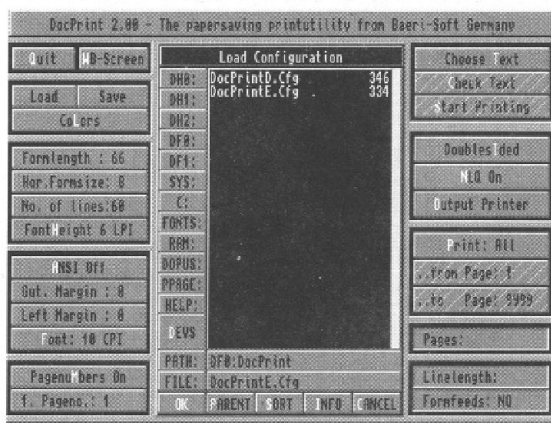 DocPrint 2.00 - The papersaving printutility from Baeri-Soft Germany
Quit WB-Screen
Load Save
Colors
Formlength : 66
Hor.Formsize: 8
No. of lines:60
FontHeight 6 LPI
ANSI Off
Out. Margin : 0
Left Margin : 0
Font: 10 CPI
Pagenumbers On
f. Pageno.: 1
Load Configuration
DH0:
DH1:
DH2:
DF0:
DF1:
SYS:
C:
FONTS:
RAM:
DOPUS:
PPAGE:
HELP:
DEVS
DocPrintD.Cfg 346
DocPrintE.Cfg 334
PATH: DF0:DocPrint
FILE: DocPrintE.Cfg
OK PARENT SORT INFO CANCEL
Choose Text
Check Text
Start Printing
Doublesided
NLQ On
Output Printer
Print: All
..from Page: 1
..to Page: 9999
Pages:
Linelength:
Formfeeds: NO